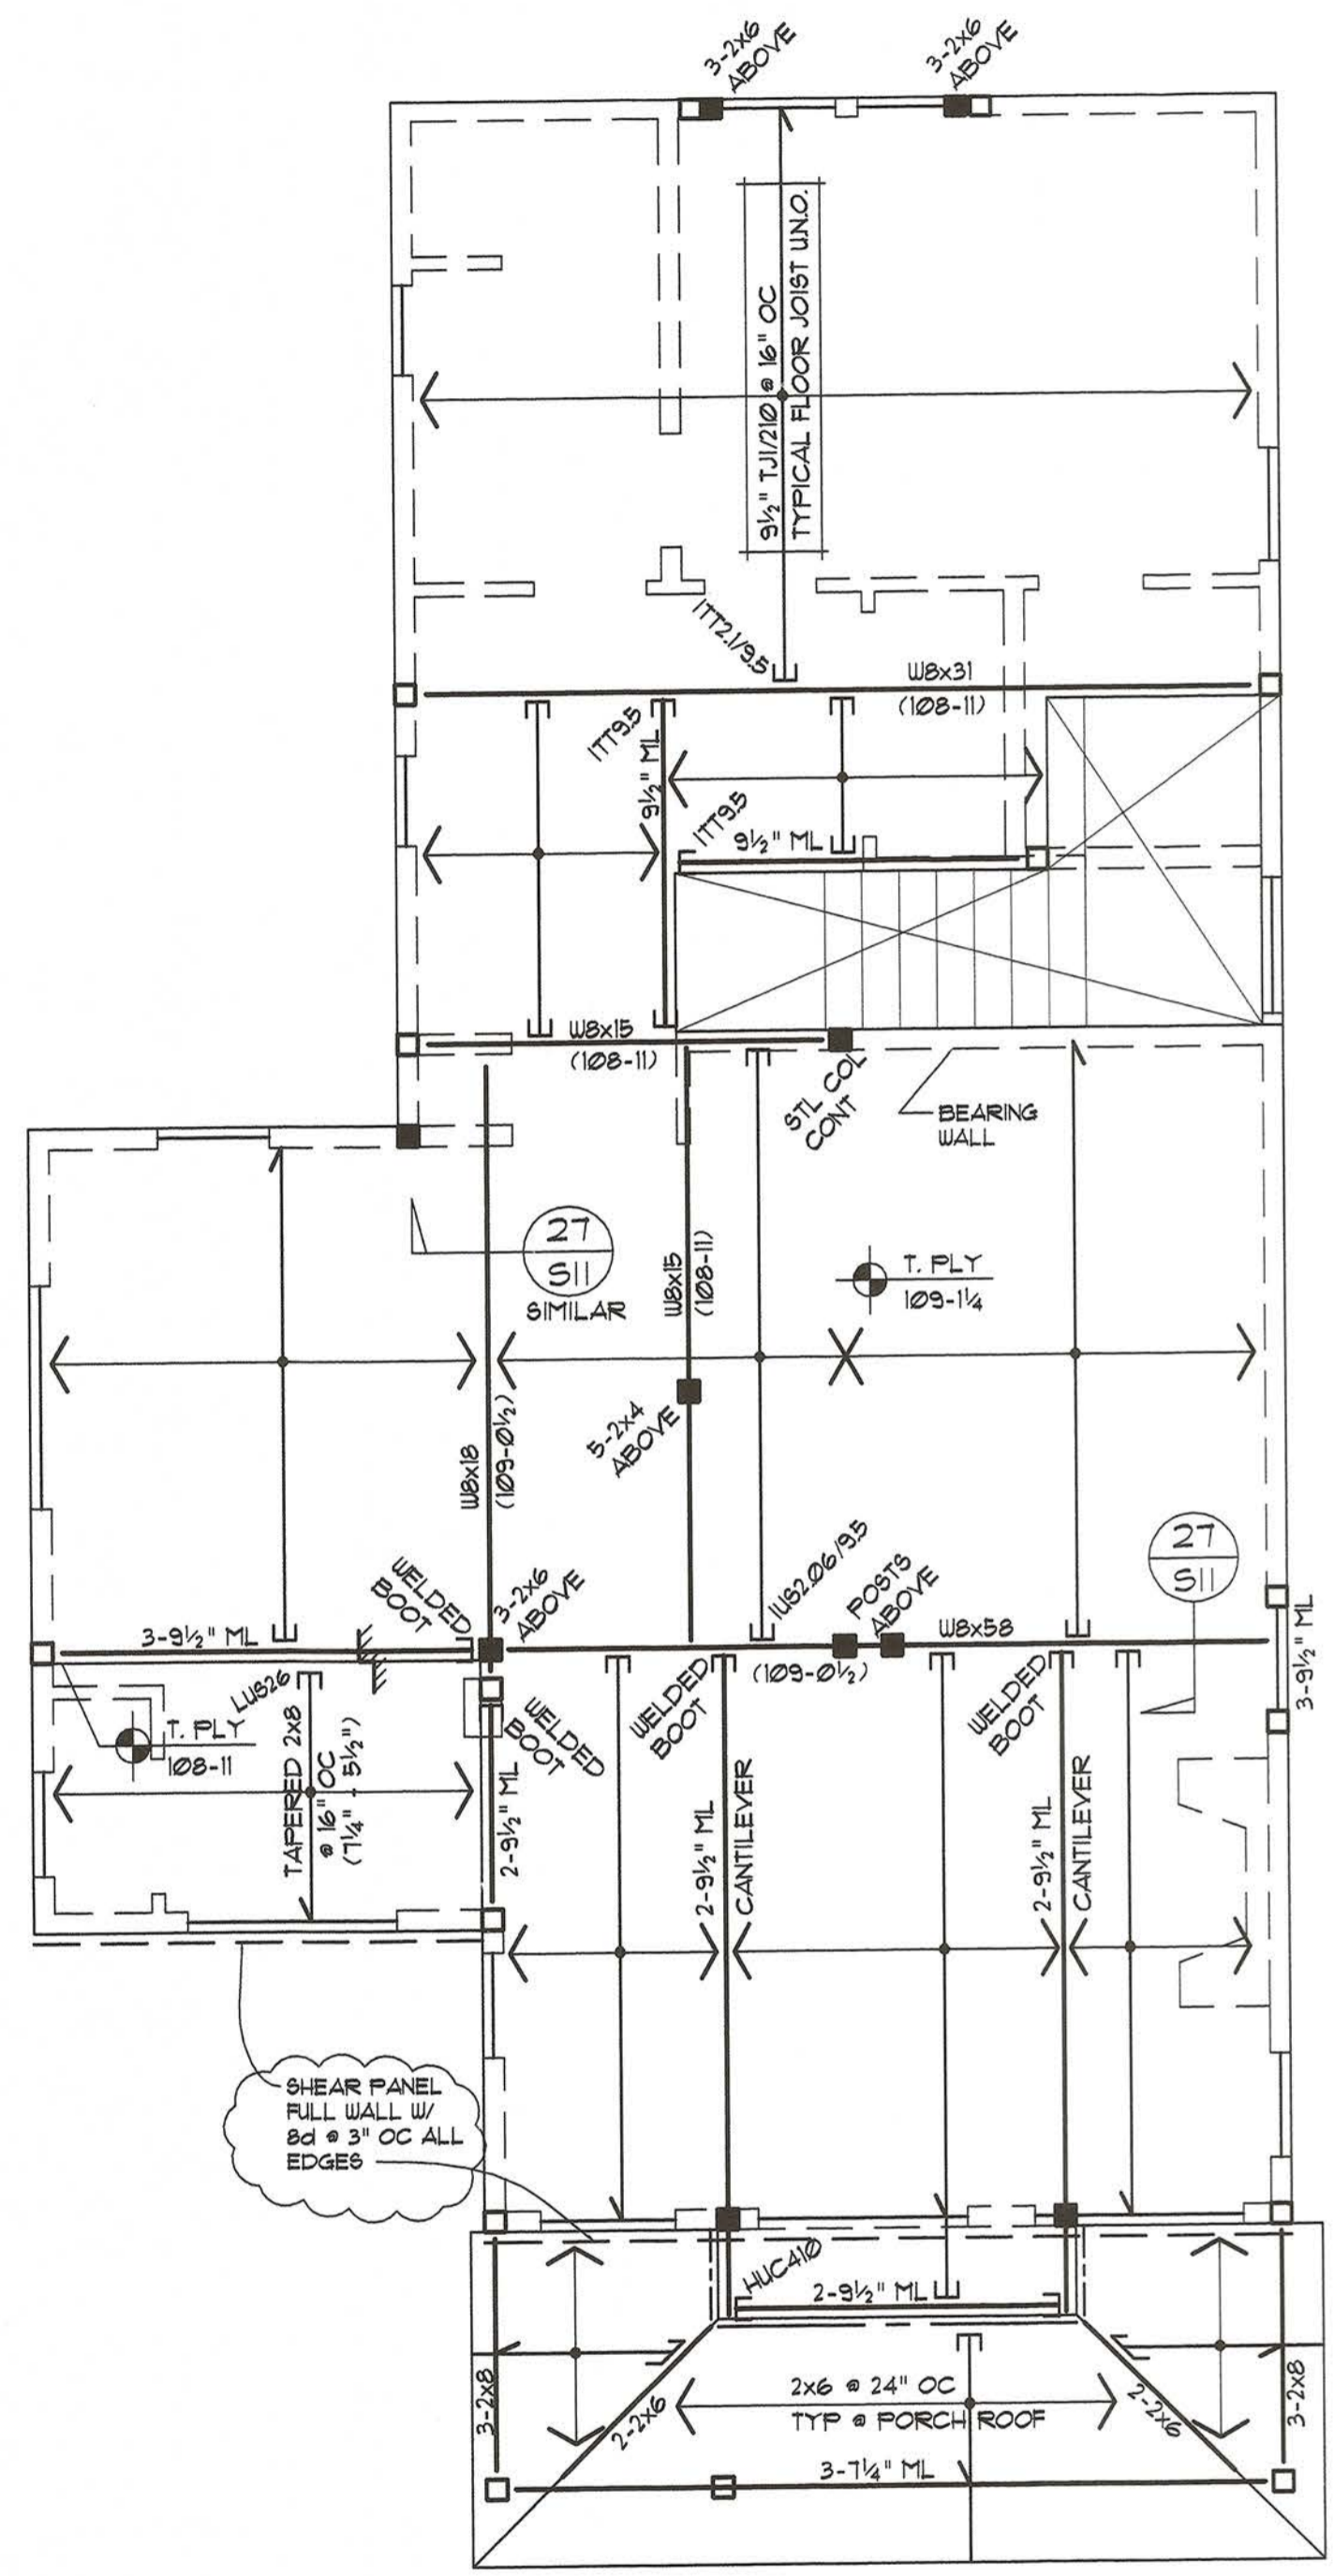 3-2x6
ABOVE
3-2x6
ABOVE
9½" TJI/210 @ 16" OC
TYPICAL FLOOR JOIST U.N.O.
ITT2.1/9.5
W8x31
(108-11)
ITT9.5
9½" ML
ITT9.5
9½" ML
W8x15
(108-11)
STL COL
CONT
BEARING
WALL
27
S11
SIMILAR
W8x15
(108-11)
T. PLY
109-1¼
W8x18
(109-0½)
5-2x4
ABOVE
27
S11
WELDED
BOOT
3-2x6
ABOVE
IUS2.06/9.5
POSTS
ABOVE
W8x58
(109-0½)
3-9½" ML
3-9½" ML
LUS26
T. PLY
108-11
TAPERED 2x8
@ 16" OC
(7¼" - 5½")
WELDED
BOOT
WELDED
BOOT
WELDED
BOOT
2-9½" ML
2-9½" ML
CANTILEVER
2-9½" ML
CANTILEVER
SHEAR PANEL
FULL WALL W/
8d @ 3" OC ALL
EDGES
HUC410
2-9½" ML
3-2x8
2-2x6
2x6 @ 24" OC
TYP @ PORCH ROOF
2-2x6
3-2x8
3-7¼" ML